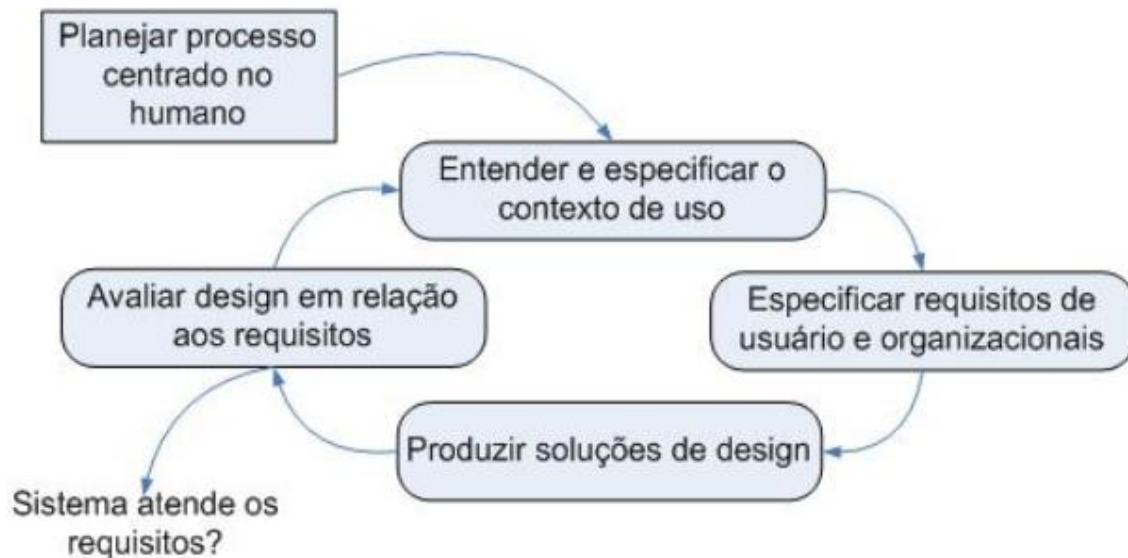 Planejar processo
centrado no
humano
Entender e especificar o
contexto de uso
Avaliar design em relação
aos requisitos
Especificar requisitos de
usuário e organizacionais
Produzir soluções de design
Sistema atende os
requisitos?